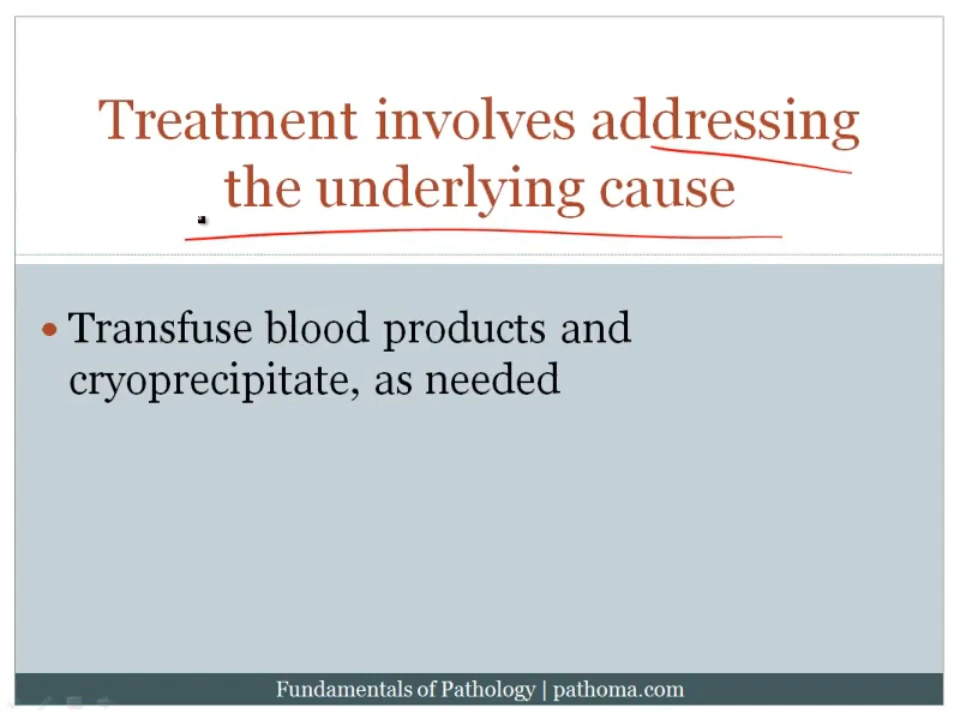 Treatment involves addressing
the underlying cause
• Transfuse blood products and
cryoprecipitate, as needed
Fundamentals of Pathology | pathoma.com